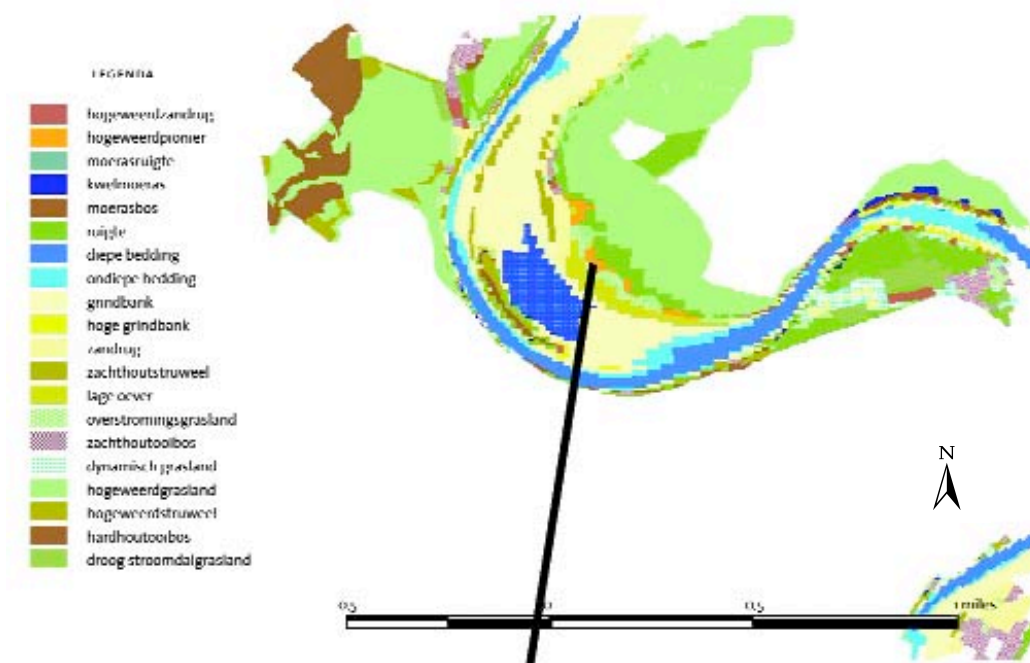 LEGENDA
hogeweerdzandrug
hogeweerdpionier
moerasruigte
kwelmoeras
moerasbos
ruigte
diepe bedding
ondiepe bedding
grindbank
hoge grindbank
zandrug
zachthoutstruweel
lage oever
overstromingsgrasland
zachthoutooibos
dynamisch grasland
hogeweerdgrasland
hogeweerdstruweel
hardhoutooibos
droog stroomdalgrasland
N
0.5 0.5 1 miles